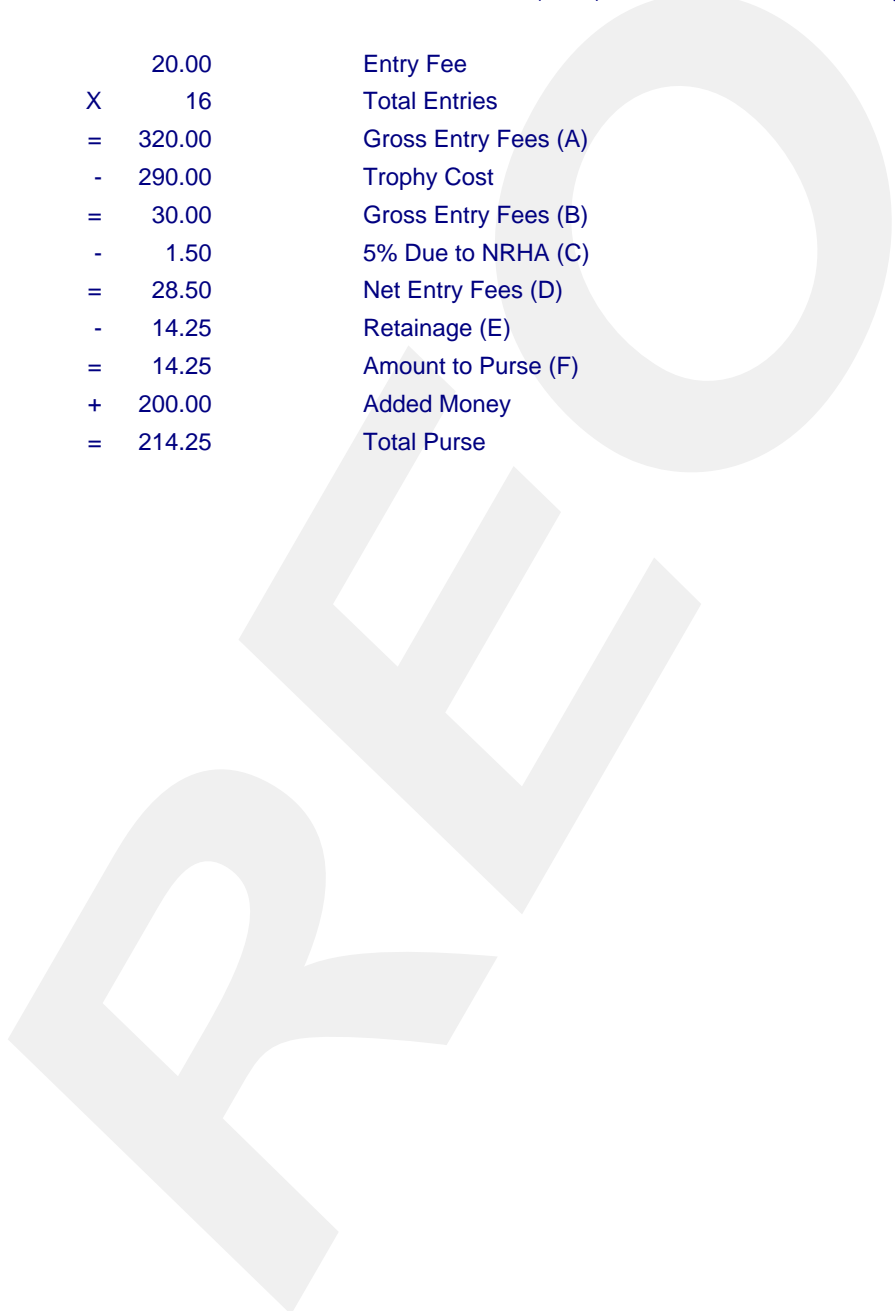 20.00 Entry Fee
X 16 Total Entries
= 320.00 Gross Entry Fees (A)
- 290.00 Trophy Cost
= 30.00 Gross Entry Fees (B)
- 1.50 5% Due to NRHA (C)
= 28.50 Net Entry Fees (D)
- 14.25 Retainage (E)
= 14.25 Amount to Purse (F)
+ 200.00 Added Money
= 214.25 Total Purse
REO